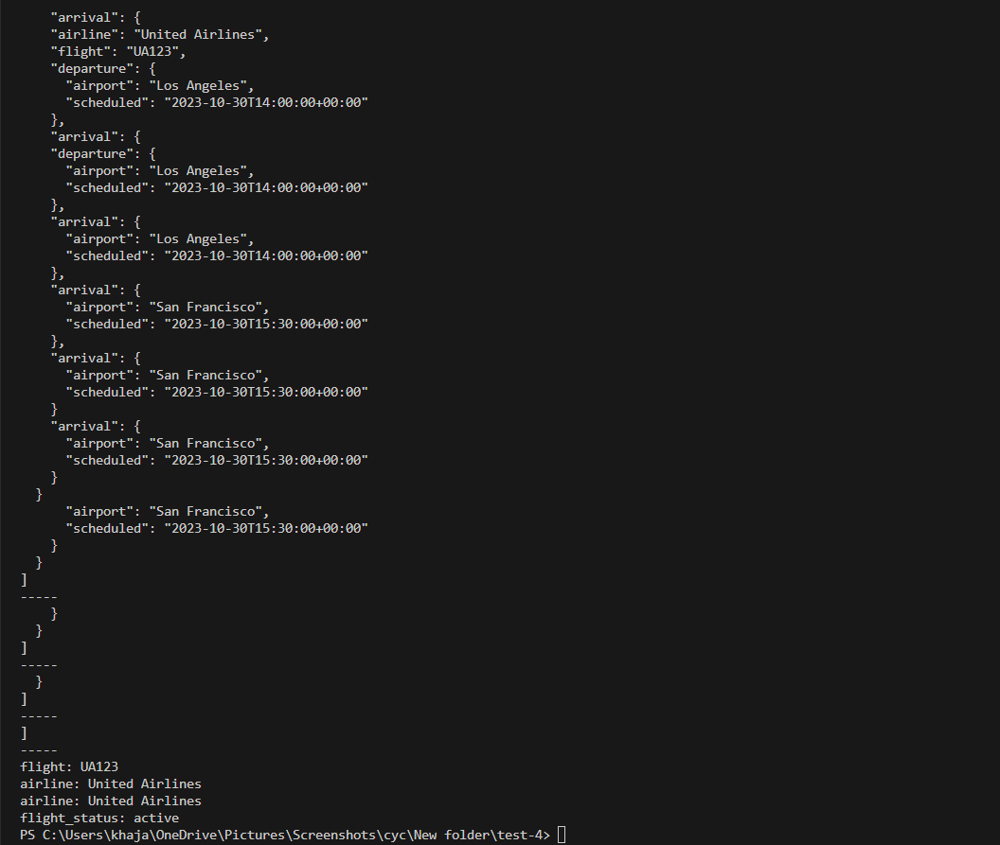 "arrival": {
    "airline": "United Airlines",
    "flight": "UA123",
    "departure": {
      "airport": "Los Angeles",
      "scheduled": "2023-10-30T14:00:00+00:00"
    },
    "arrival": {
    "departure": {
      "airport": "Los Angeles",
      "scheduled": "2023-10-30T14:00:00+00:00"
    },
    "arrival": {
      "airport": "Los Angeles",
      "scheduled": "2023-10-30T14:00:00+00:00"
    },
    "arrival": {
      "airport": "San Francisco",
      "scheduled": "2023-10-30T15:30:00+00:00"
    },
    "arrival": {
      "airport": "San Francisco",
      "scheduled": "2023-10-30T15:30:00+00:00"
    }
    "arrival": {
      "airport": "San Francisco",
      "scheduled": "2023-10-30T15:30:00+00:00"
    }
  }
      "airport": "San Francisco",
      "scheduled": "2023-10-30T15:30:00+00:00"
    }
  }
]
-----
    }
  }
]
-----
  }
]
-----
]
-----
flight: UA123
airline: United Airlines
airline: United Airlines
flight_status: active
PS C:\Users\khaja\OneDrive\Pictures\Screenshots\cyc\New folder\test-4>